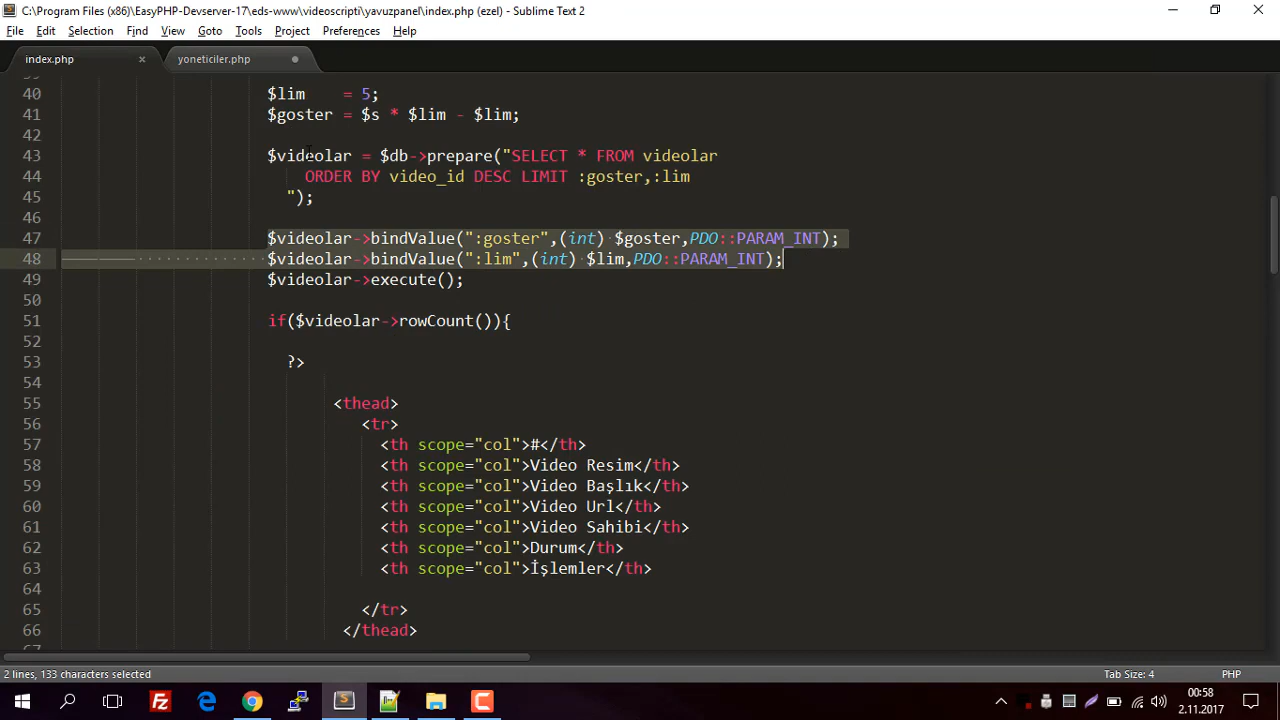 C:\Program Files (x86)\EasyPHP-Devserver-17\eds-www\videoscripti\yavuzpanel\index.php (ezel) - Sublime Text 2
File Edit Selection Find View Goto Tools Project Preferences Help
index.php × yoneticiler.php
40 $lim = 5;
41 $goster = $s * $lim - $lim;
42
43 $videolar = $db->prepare("SELECT * FROM videolar
44 ORDER BY video_id DESC LIMIT :goster,:lim
45 ");
46
47 $videolar->bindValue(":goster",(int) $goster,PDO::PARAM_INT);
48 $videolar->bindValue(":lim",(int) $lim,PDO::PARAM_INT);
49 $videolar->execute();
50
51 if($videolar->rowCount()){
52
53 ?>
54
55 <thead>
56 <tr>
57 <th scope="col">#</th>
58 <th scope="col">Video Resim</th>
59 <th scope="col">Video Başlık</th>
60 <th scope="col">Video Url</th>
61 <th scope="col">Video Sahibi</th>
62 <th scope="col">Durum</th>
63 <th scope="col">İşlemler</th>
64
65 </tr>
66 </thead>
2 lines, 133 characters selected Tab Size: 4 PHP
00:58
2.11.2017